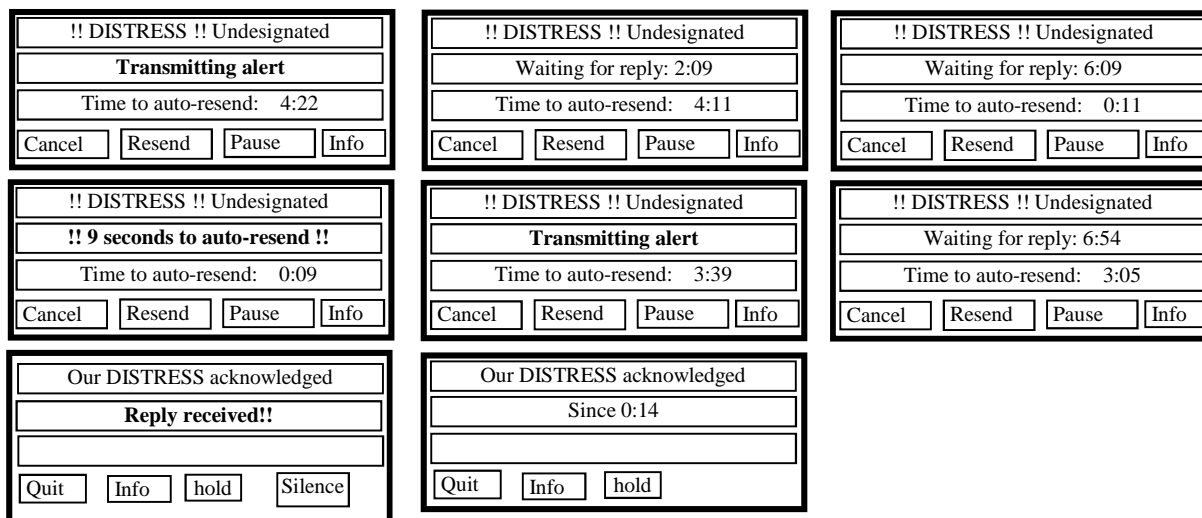 !! DISTRESS !! Undesignated
Transmitting alert
Time to auto-resend: 4:22
Cancel Resend Pause Info
!! DISTRESS !! Undesignated
Waiting for reply: 2:09
Time to auto-resend: 4:11
Cancel Resend Pause Info
!! DISTRESS !! Undesignated
Waiting for reply: 6:09
Time to auto-resend: 0:11
Cancel Resend Pause Info
!! DISTRESS !! Undesignated
!! 9 seconds to auto-resend !!
Time to auto-resend: 0:09
Cancel Resend Pause Info
!! DISTRESS !! Undesignated
Transmitting alert
Time to auto-resend: 3:39
Cancel Resend Pause Info
!! DISTRESS !! Undesignated
Waiting for reply: 6:54
Time to auto-resend: 3:05
Cancel Resend Pause Info
Our DISTRESS acknowledged
Reply received!!
Quit Info hold Silence
Our DISTRESS acknowledged
Since 0:14
Quit Info hold